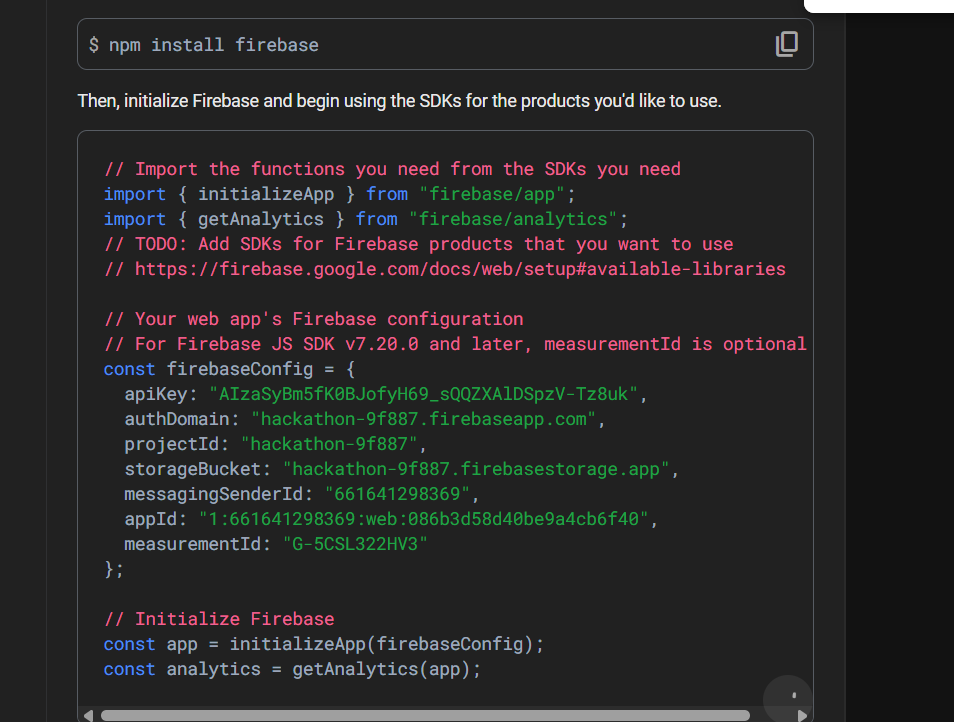 $ npm install firebase
Then, initialize Firebase and begin using the SDKs for the products you'd like to use.
// Import the functions you need from the SDKs you need
import { initializeApp } from "firebase/app";
import { getAnalytics } from "firebase/analytics";
// TODO: Add SDKs for Firebase products that you want to use
// https://firebase.google.com/docs/web/setup#available-libraries
// Your web app's Firebase configuration
// For Firebase JS SDK v7.20.0 and later, measurementId is optional
const firebaseConfig = {
  apiKey: "AIzaSyBm5fK0BJofyH69_sQQZXAlDSpzV-Tz8uk",
  authDomain: "hackathon-9f887.firebaseapp.com",
  projectId: "hackathon-9f887",
  storageBucket: "hackathon-9f887.firebasestorage.app",
  messagingSenderId: "661641298369",
  appId: "1:661641298369:web:086b3d58d40be9a4cb6f40",
  measurementId: "G-5CSL322HV3"
};
// Initialize Firebase
const app = initializeApp(firebaseConfig);
const analytics = getAnalytics(app);